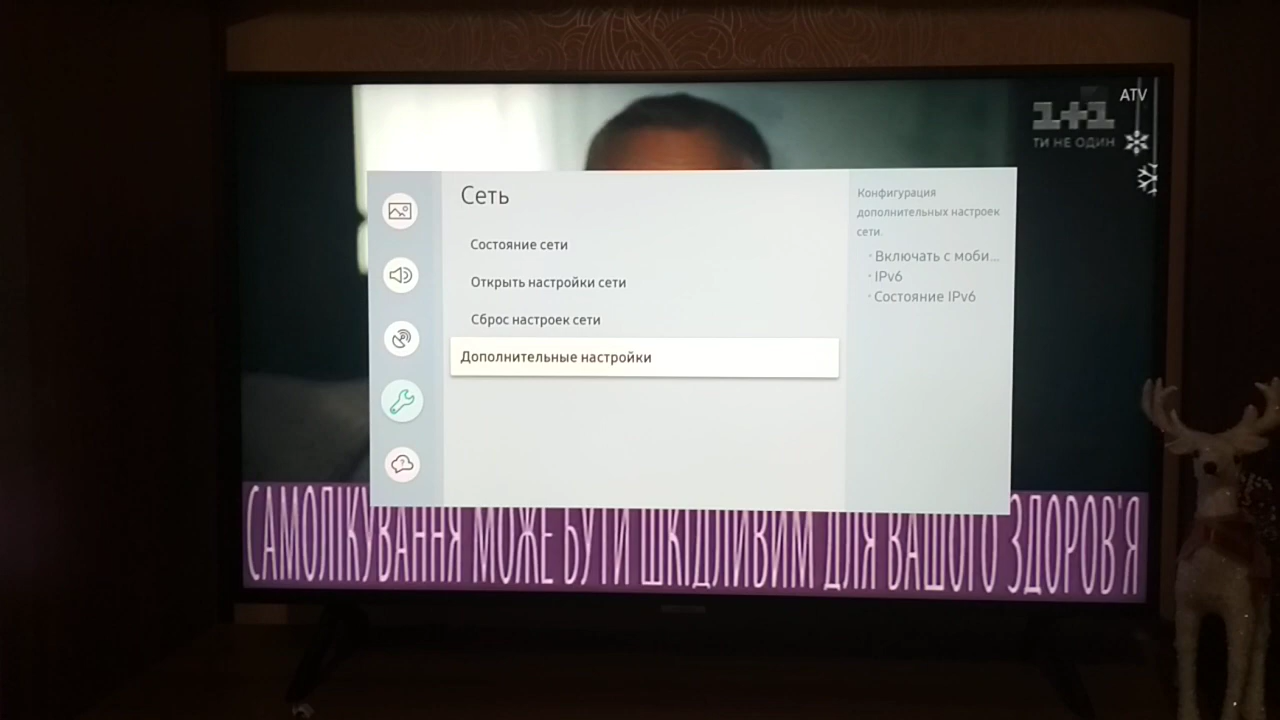 ATV
1+1
ТИ НЕ ОДИН
Сеть
Состояние сети
Открыть настройки сети
Сброс настроек сети
Дополнительные настройки
Конфигурация
дополнительных настроек
сети.
· Включать с моби...
· IPv6
· Состояние IPv6
САМОЛІКУВАННЯ МОЖЕ БУТИ ШКІДЛИВИМ ДЛЯ ВАШОГО ЗДОРОВ'Я